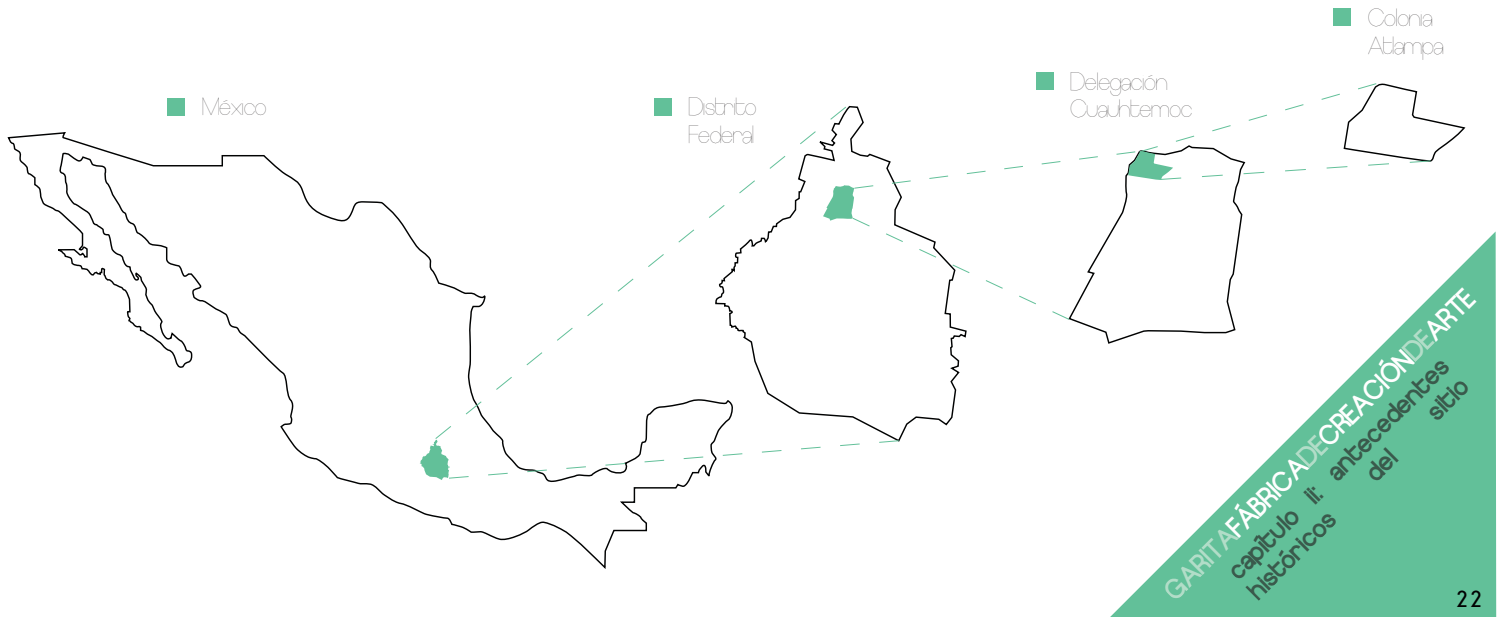 México
Distrito
Federal
Delegación
Cuauhtemoc
Colonia
Atlampa
GARITAFÁBRICADECREACIÓNDEARTE
capítulo II: antecedentes
históricos del sitio
22